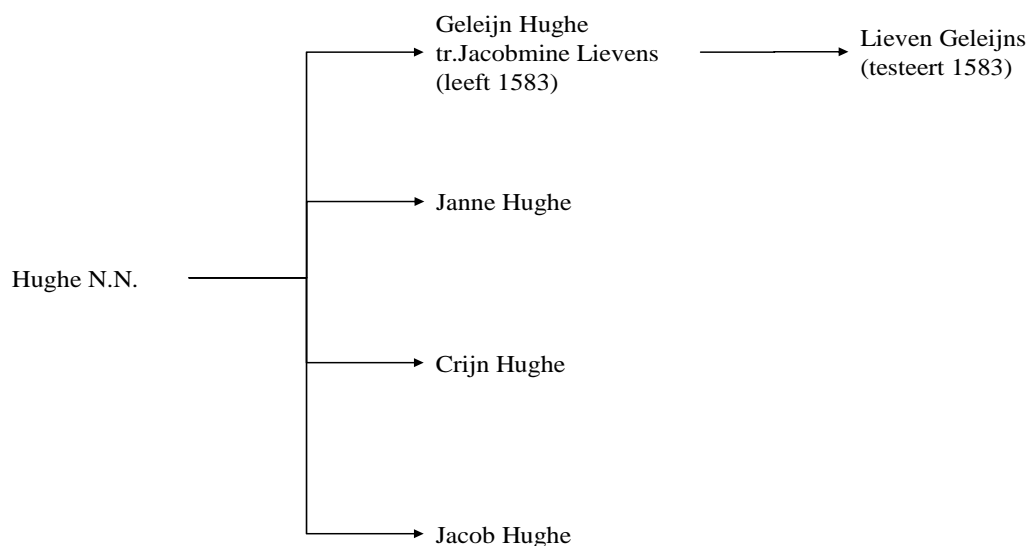 Geleijn Hughe
tr.Jacobmine Lievens
(leeft 1583)
Lieven Geleijns
(testeert 1583)
Janne Hughe
Hughe N.N.
Crijn Hughe
Jacob Hughe